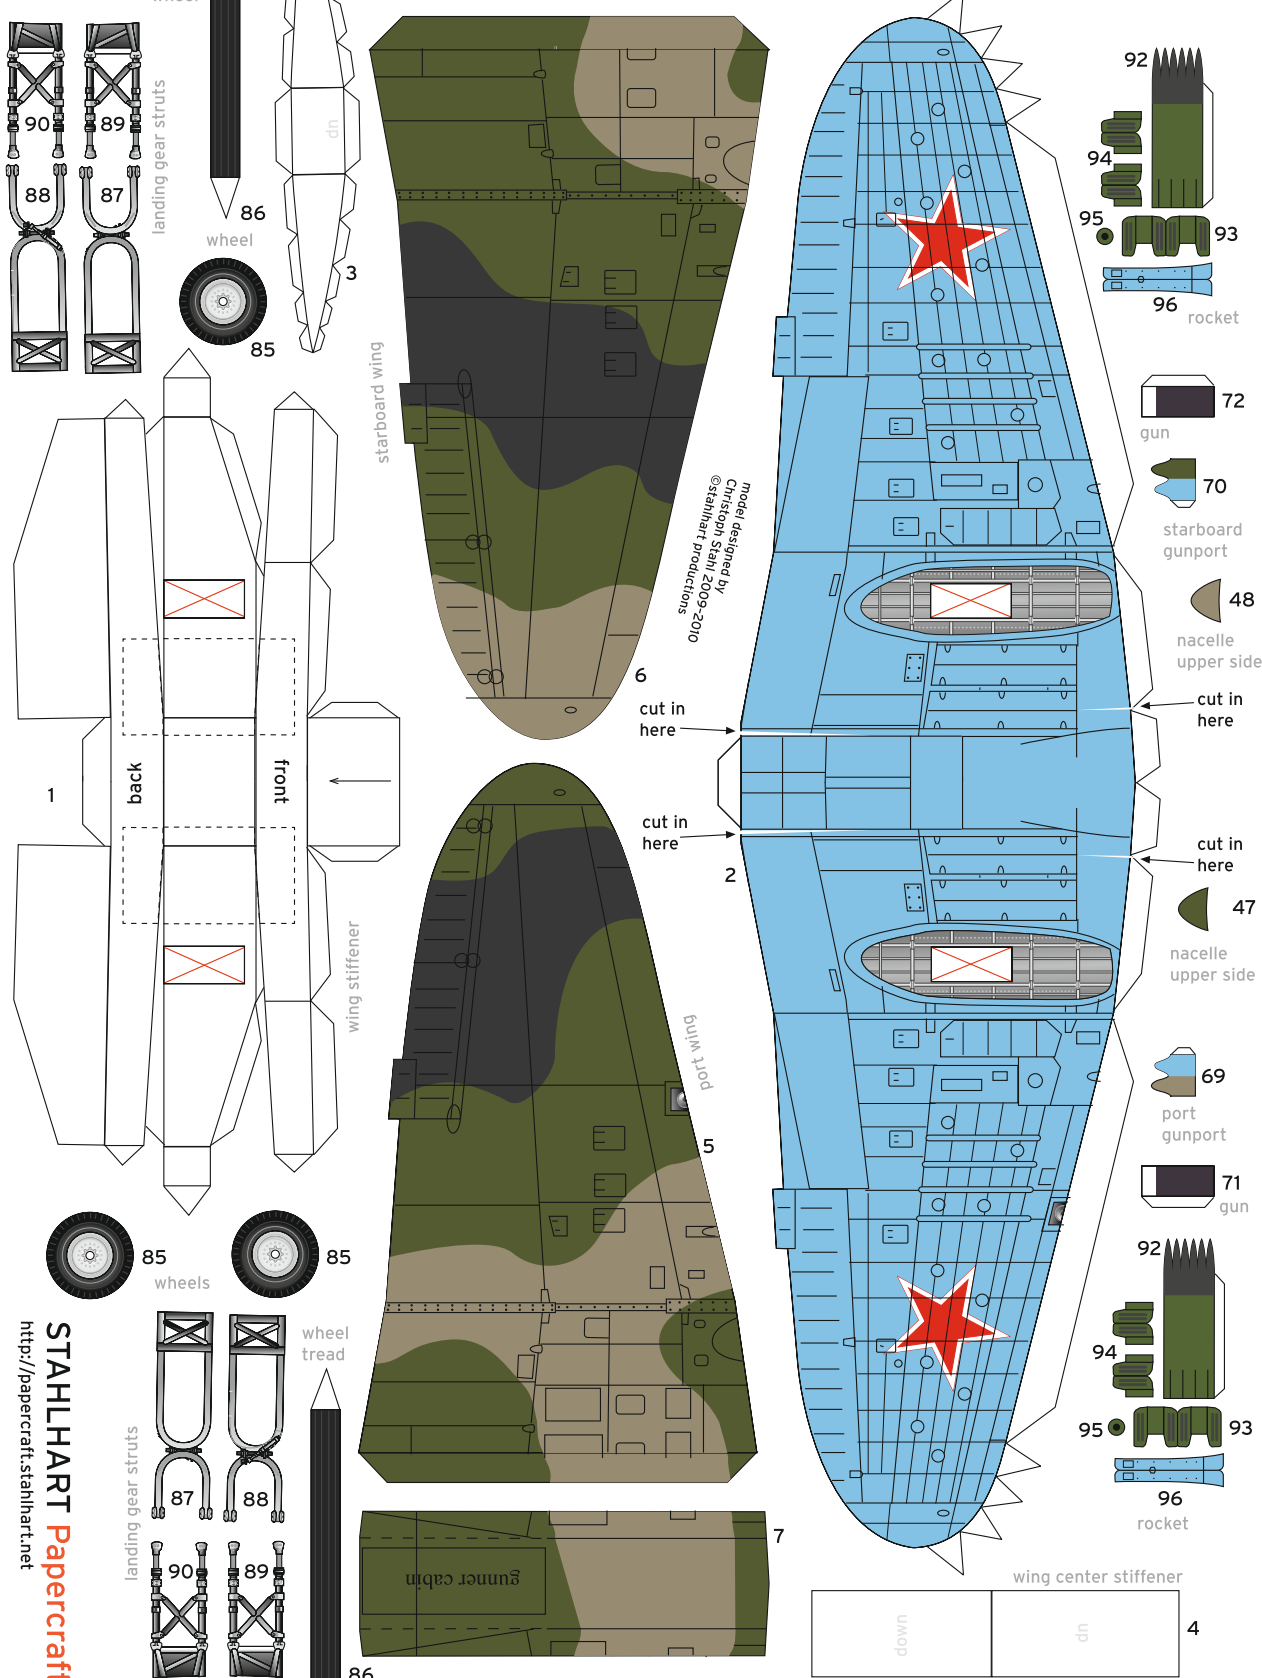 wheel
90
89
88
87
landing gear struts
86
wheel
85
3
up
starboard wing
model designed by
Christoph Stahl 2009-2010
©stahlhart productions
6
92
94
95
93
96
rocket
72
gun
70
starboard
gunport
48
nacelle
upper side
cut in
here
cut in
here
1
back
front
cut in
here
cut in
here
2
47
nacelle
upper side
wing stiffener
port wing
5
69
port
gunport
71
gun
85
85
wheels
92
94
95
93
96
rocket
STAHLHART Papercraft
http://papercraft.stahlhart.net
wheel
tread
87
88
landing gear struts
90
89
86
7
gunner cabin
wing center stiffener
down
up
4